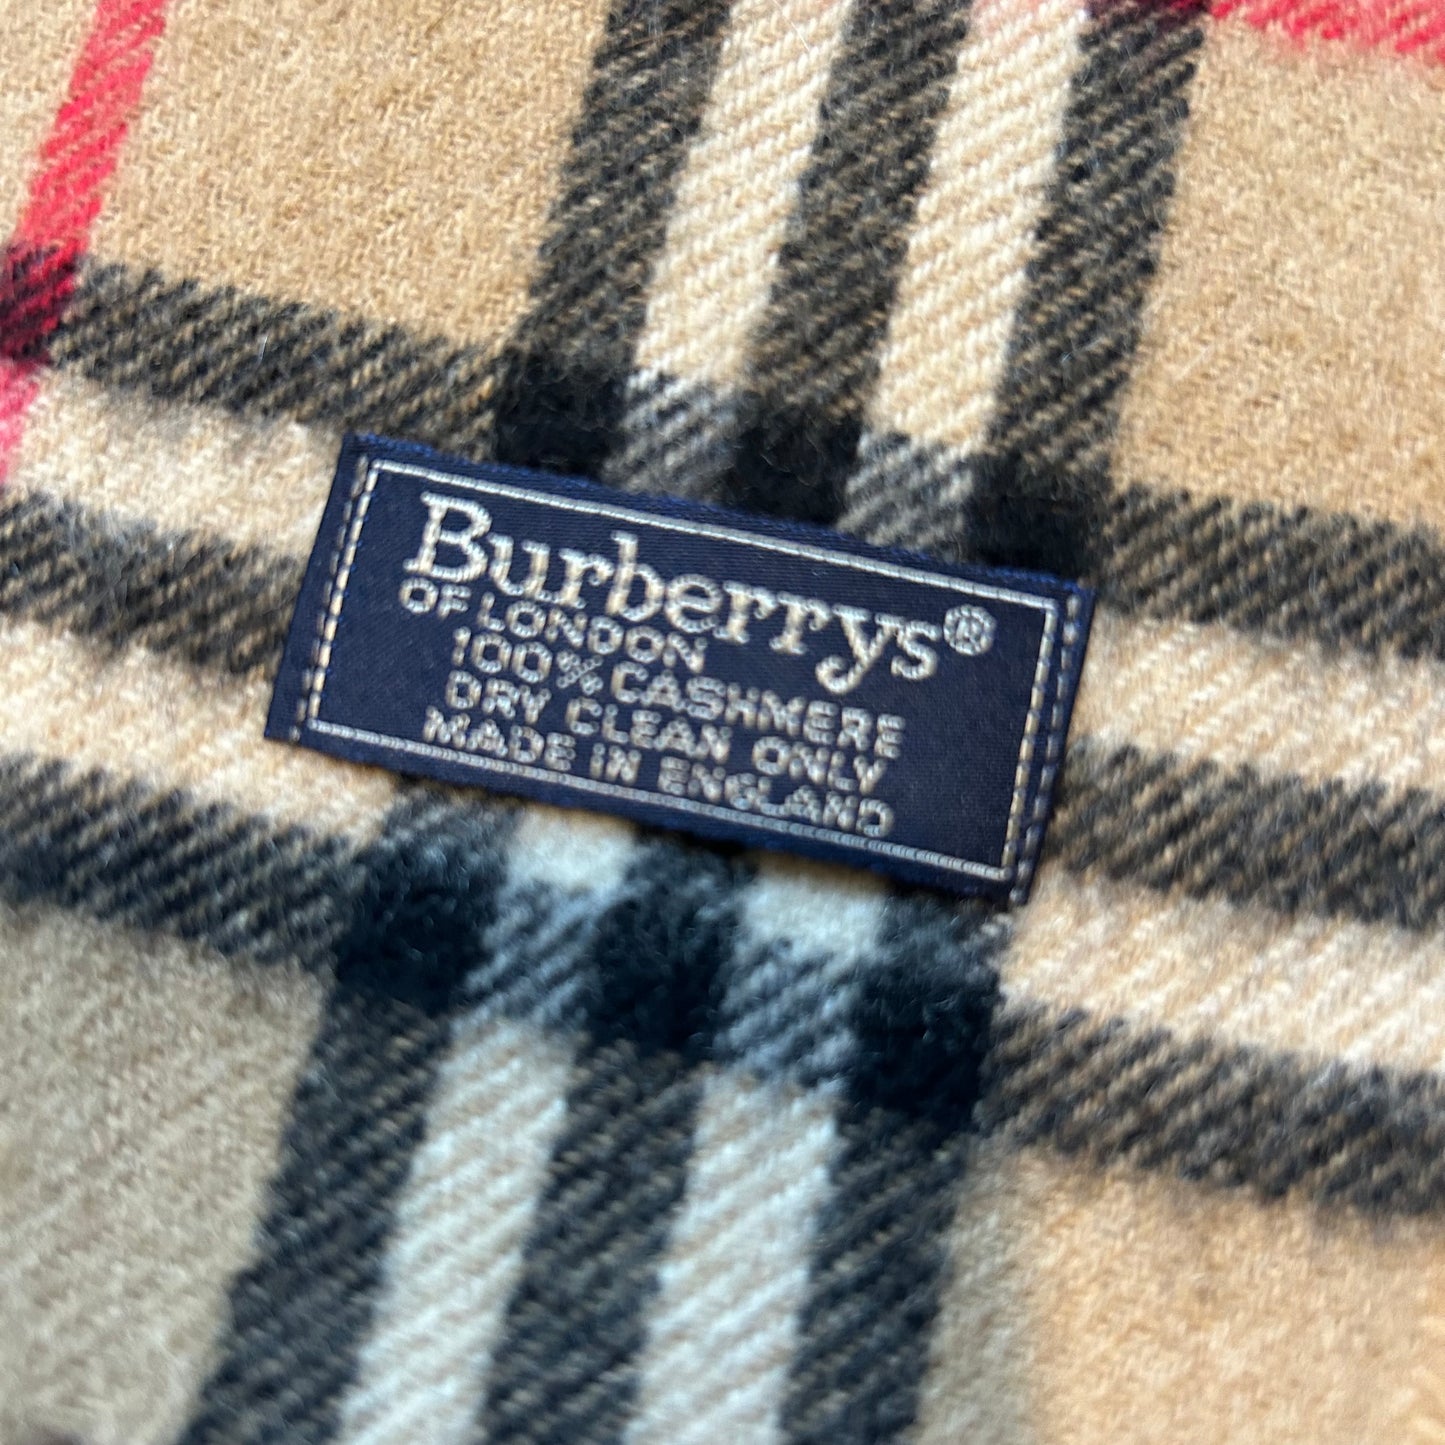 Burberrys®
OF LONDON
100% CASHMERE
DRY CLEAN ONLY
MADE IN ENGLAND